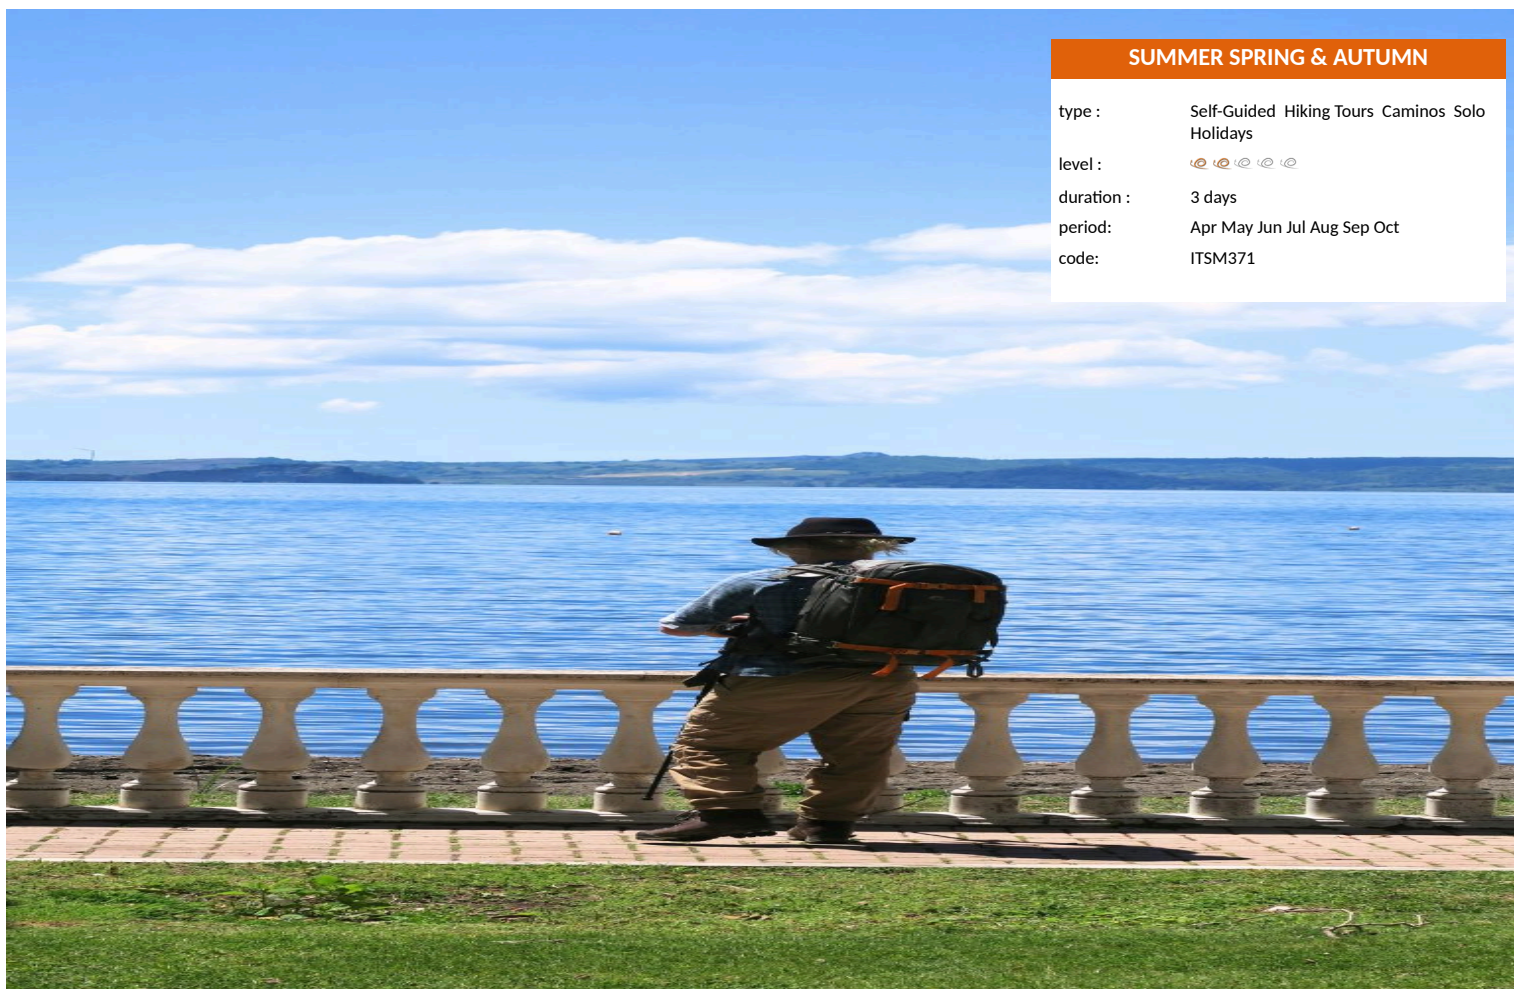 SUMMER SPRING & AUTUMN
type : Self-Guided Hiking Tours Caminos Solo
Holidays
level :
duration : 3 days
period: Apr May Jun Jul Aug Sep Oct
code: ITSM371